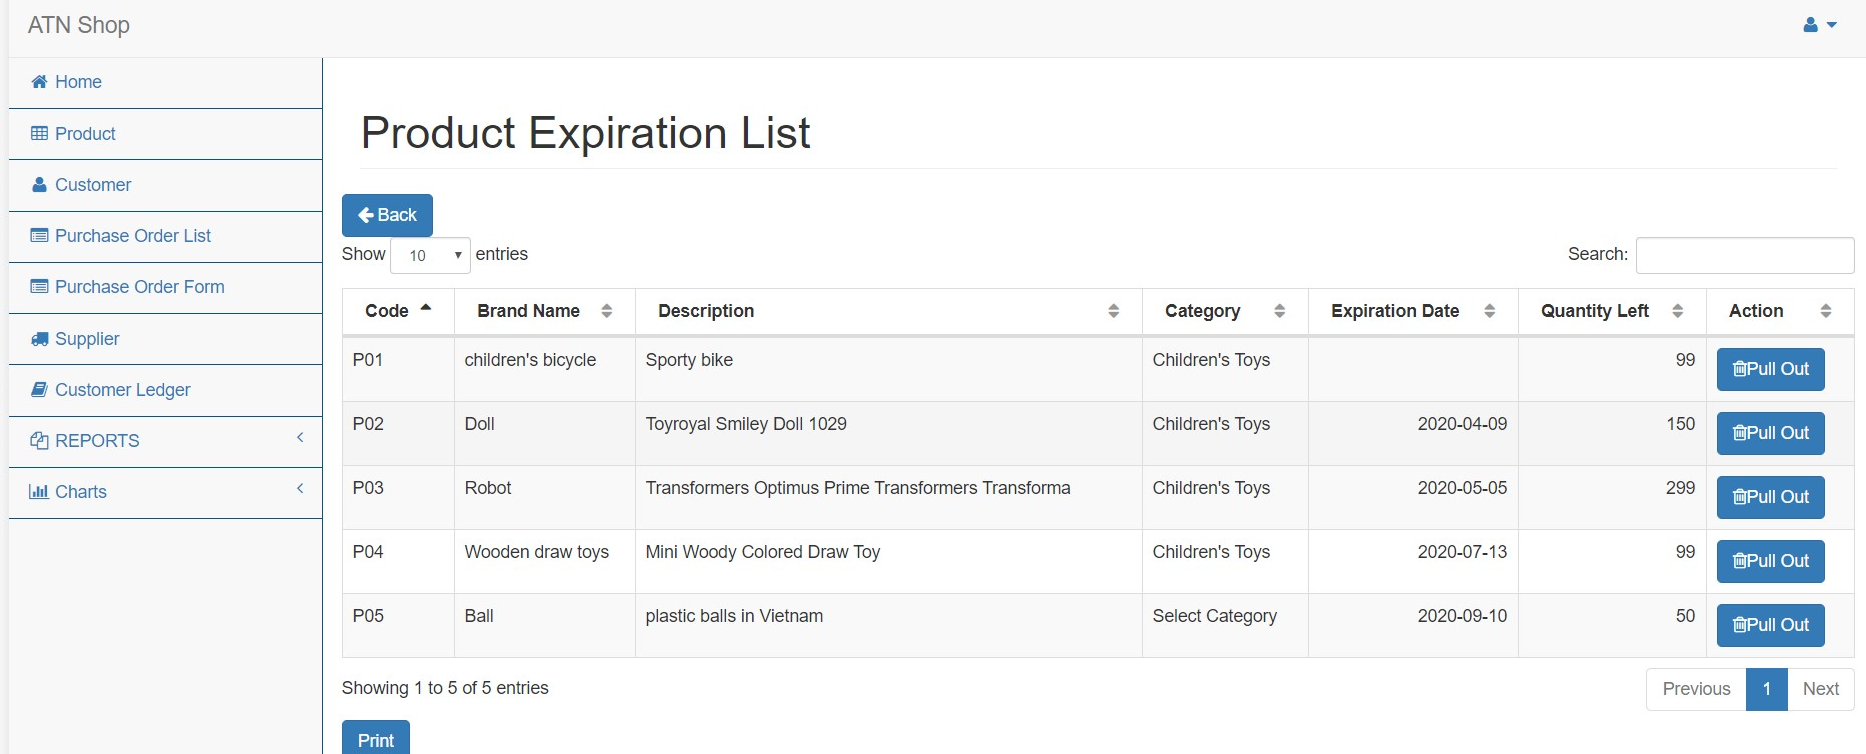 ATN Shop
Home
Product
Customer
Purchase Order List
Purchase Order Form
Supplier
Customer Ledger
REPORTS
Charts
Product Expiration List
Back
Show 10 entries
Search:
Code Brand Name Description Category Expiration Date Quantity Left Action
P01 children's bicycle Sporty bike Children's Toys 99 Pull Out
P02 Doll Toyroyal Smiley Doll 1029 Children's Toys 2020-04-09 150 Pull Out
P03 Robot Transformers Optimus Prime Transformers Transforma Children's Toys 2020-05-05 299 Pull Out
P04 Wooden draw toys Mini Woody Colored Draw Toy Children's Toys 2020-07-13 99 Pull Out
P05 Ball plastic balls in Vietnam Select Category 2020-09-10 50 Pull Out
Showing 1 to 5 of 5 entries
Previous 1 Next
Print